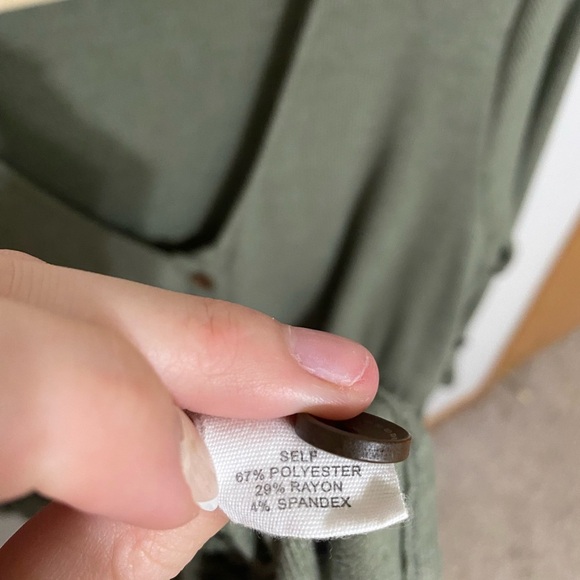 SELF
67% POLYESTER
29% RAYON
4% SPANDEX